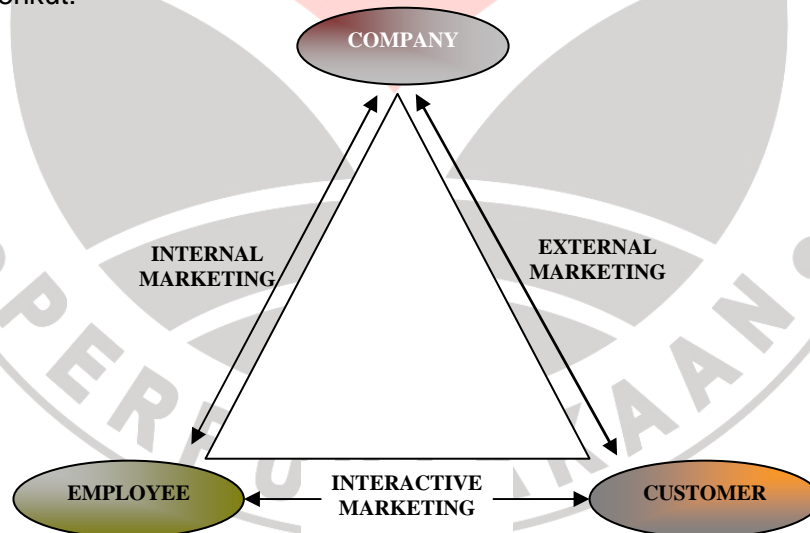 COMPANY
INTERNAL
MARKETING
EXTERNAL
MARKETING
EMPLOYEE
INTERACTIVE
MARKETING
CUSTOMER